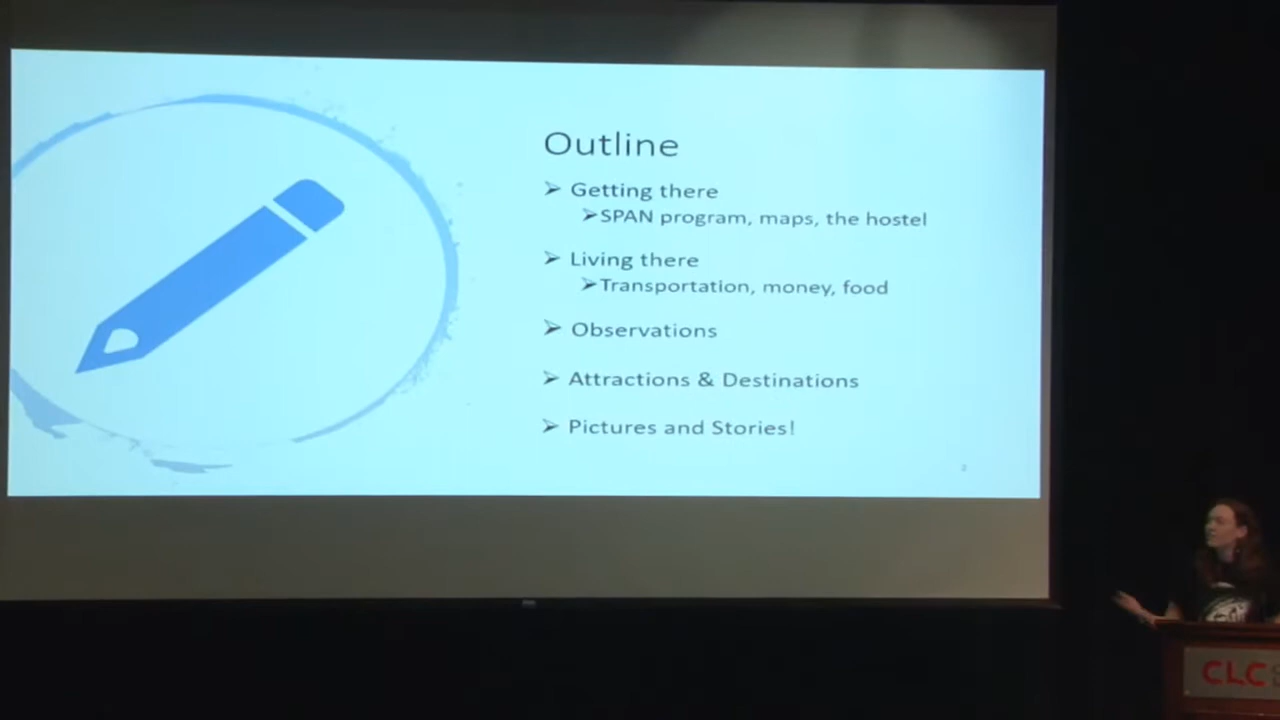 Outline
➢ Getting there
➢SPAN program, maps, the hostel
➢ Living there
➢Transportation, money, food
➢ Observations
➢ Attractions & Destinations
➢ Pictures and Stories!
2
CLC